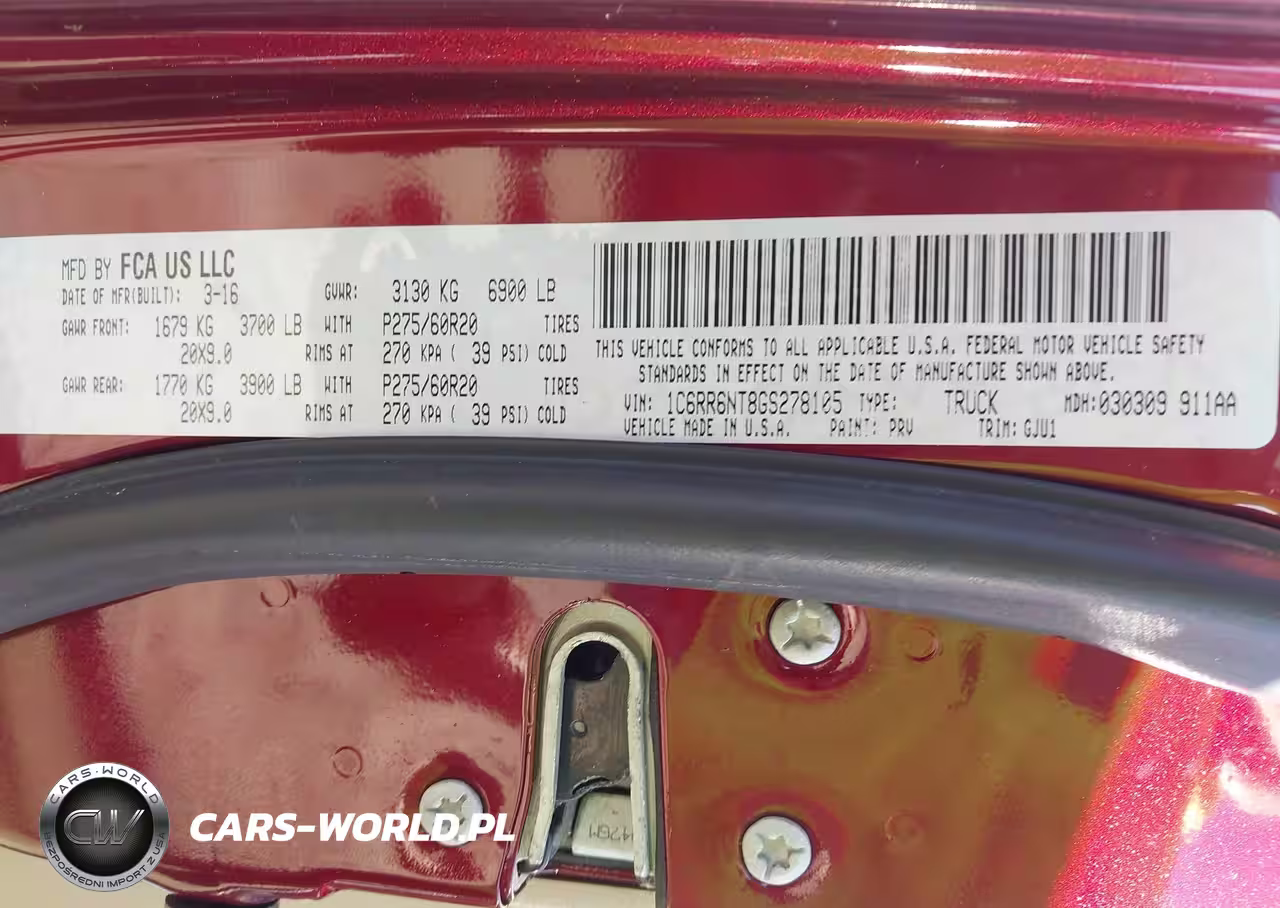 MFD BY FCA US LLC
DATE OF MFR(BUILT): 3-16 GVWR: 3130 KG 6900 LB
GAWR FRONT: 1679 KG 3700 LB WITH P275/60R20 TIRES
20X9.0 RIMS AT 270 KPA ( 39 PSI) COLD
GAWR REAR: 1770 KG 3900 LB WITH P275/60R20 TIRES
20X9.0 RIMS AT 270 KPA ( 39 PSI) COLD
THIS VEHICLE CONFORMS TO ALL APPLICABLE U.S.A. FEDERAL MOTOR VEHICLE SAFETY
STANDARDS IN EFFECT ON THE DATE OF MANUFACTURE SHOWN ABOVE.
VIN: 1C6RR6NT8GS278105 TYPE: TRUCK MDH:030309 911AA
VEHICLE MADE IN U.S.A. PAINT: PRV TRIM: GJU1
CARS-WORLD
CW
BEZPOŚREDNI IMPORT Z USA
CARS-WORLD.PL